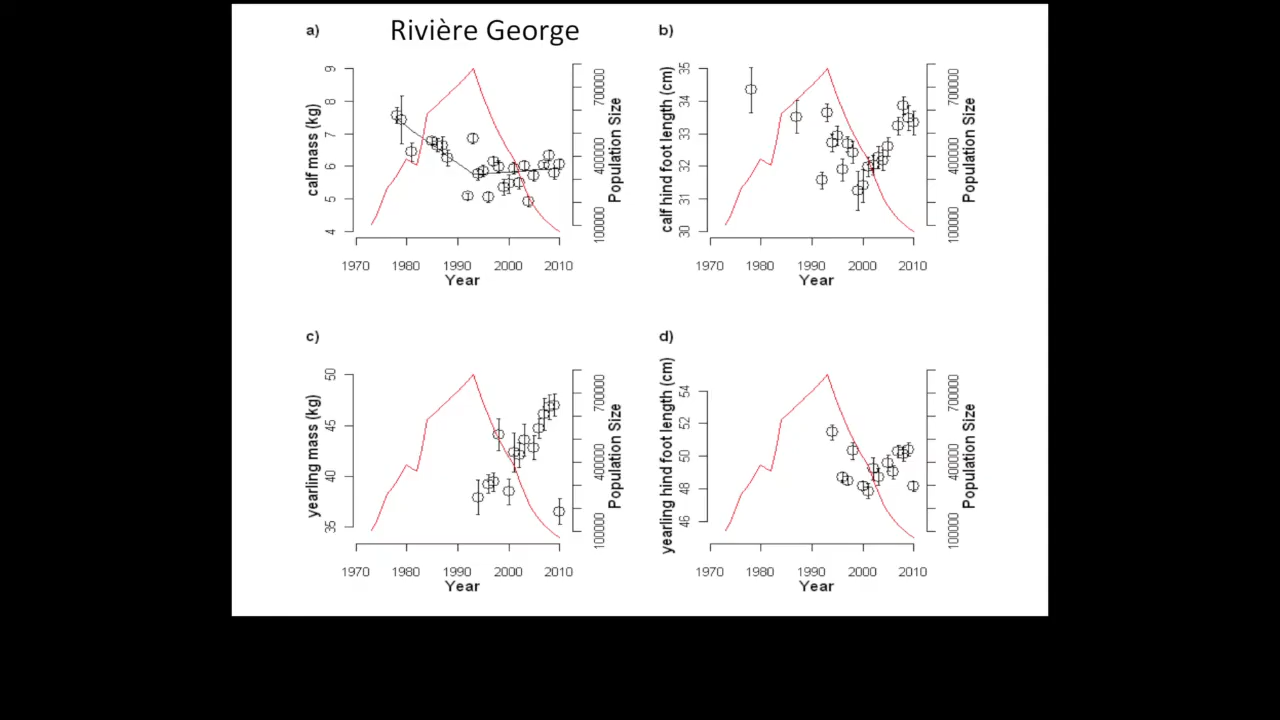 Rivière George
a)
calf mass (kg)
9
8
7
6
5
4
700000
400000
100000
Population Size
1970 1980 1990 2000 2010
Year
b)
calf hind foot length (cm)
35
34
33
32
31
30
700000
400000
100000
Population Size
1970 1980 1990 2000 2010
Year
c)
yearling mass (kg)
50
45
40
35
700000
400000
100000
Population Size
1970 1980 1990 2000 2010
Year
d)
yearling hind foot length (cm)
54
52
50
48
46
700000
400000
100000
Population Size
1970 1980 1990 2000 2010
Year